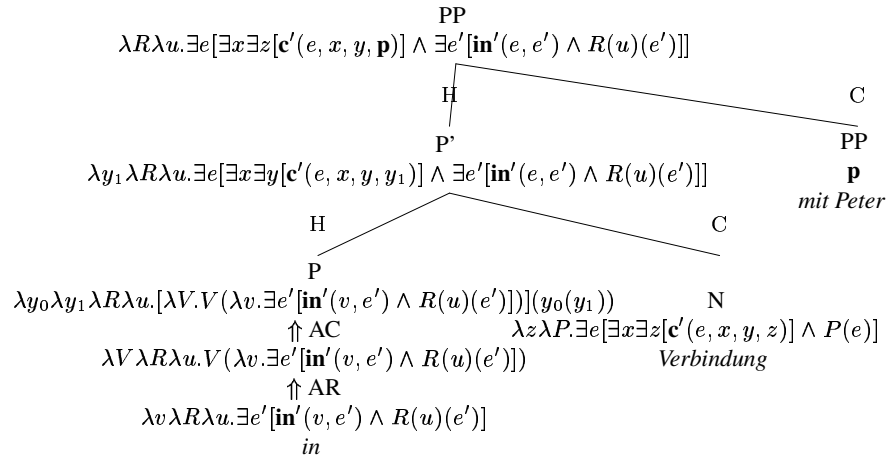 PP
λRλu.∃e[∃x∃z[c′(e, x, y, p)] ∧ ∃e′[in′(e, e′) ∧ R(u)(e′)]]
H C
P’ PP
λy₁λRλu.∃e[∃x∃y[c′(e, x, y, y₁)] ∧ ∃e′[in′(e, e′) ∧ R(u)(e′)]] p
mit Peter
H C
P
λy₀λy₁λRλu.[λV.V(λv.∃e′[in′(v, e′) ∧ R(u)(e′)])](y₀(y₁)) N
⇑ AC λzλP.∃e[∃x∃z[c′(e, x, y, z)] ∧ P(e)]
λVλRλu.V(λv.∃e′[in′(v, e′) ∧ R(u)(e′)]) Verbindung
⇑ AR
λvλRλu.∃e′[in′(v, e′) ∧ R(u)(e′)]
in